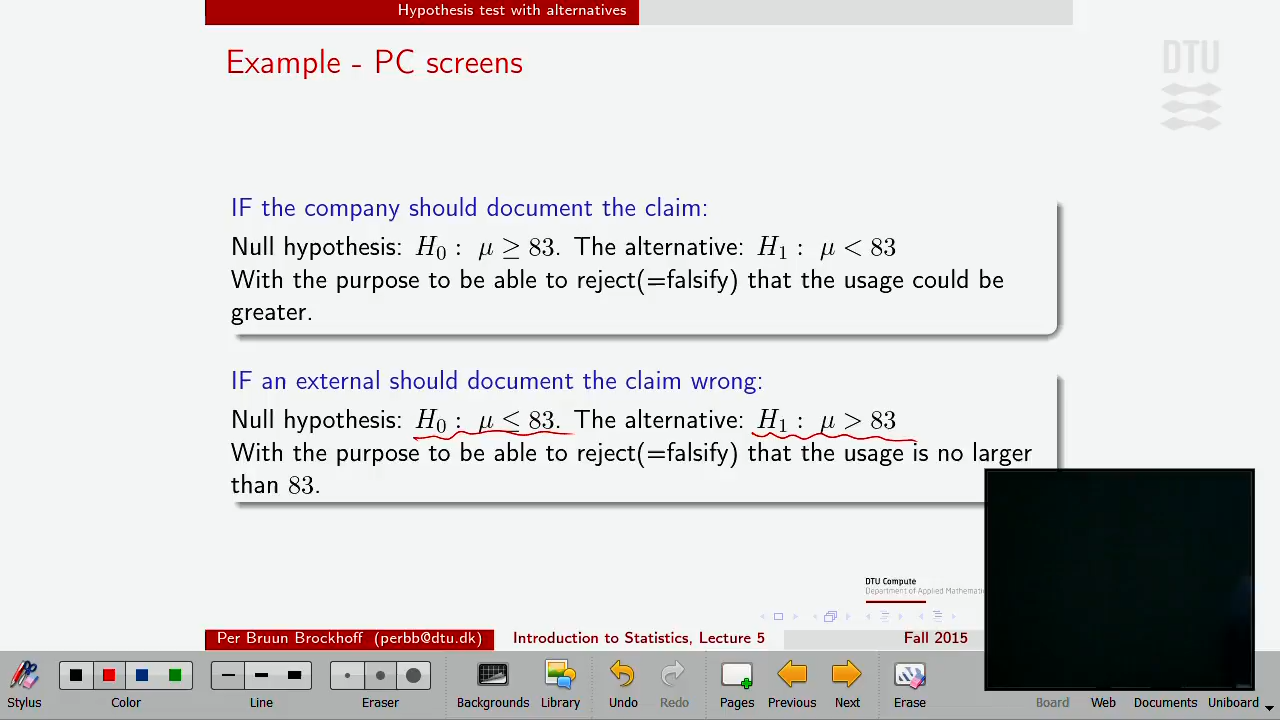 Hypothesis test with alternatives
Example - PC screens
DTU
IF the company should document the claim:
Null hypothesis: H₀ : μ ≥ 83. The alternative: H₁ : μ < 83
With the purpose to be able to reject(=falsify) that the usage could be
greater.
IF an external should document the claim wrong:
Null hypothesis: H₀ : μ ≤ 83. The alternative: H₁ : μ > 83
With the purpose to be able to reject(=falsify) that the usage is no larger
than 83.
DTU Compute
Department of Applied Mathematic
Per Bruun Brockhoff (perbb@dtu.dk) Introduction to Statistics, Lecture 5 Fall 2015
Stylus Color Line Eraser Backgrounds Library Undo Redo Pages Previous Next Erase Board Web Documents Uniboard